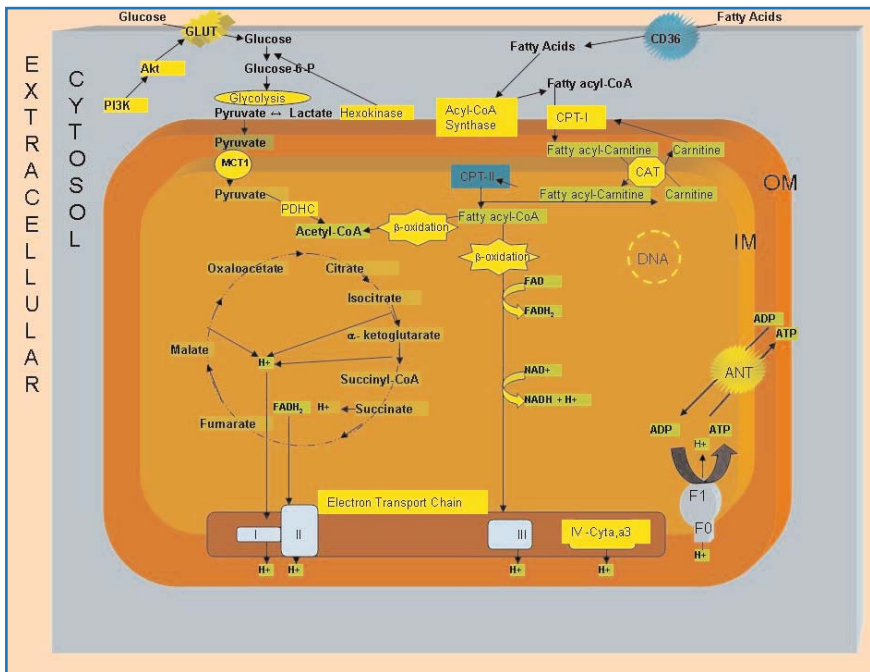 EXTRACELLULAR
CYTOSOL
Glucose
GLUT
Glucose
Akt
Glucose-6-P
PI3K
Glycolysis
Pyruvate ↔ Lactate
Hexokinase
Pyruvate
MCT1
Pyruvate
PDHC
Acetyl-CoA
Fatty Acids
CD36
Fatty Acids
Fatty acyl-CoA
Acyl-CoA
Synthase
CPT-I
Fatty acyl-Carnitine
Carnitine
CAT
CPT-II
Fatty acyl-Carnitine
Carnitine
OM
IM
Fatty acyl-CoA
β-oxidation
β-oxidation
DNA
Oxaloacetate
Citrate
Isocitrate
α- ketoglutarate
Malate
H+
Succinyl-CoA
FADH₂
H+
Succinate
Fumarate
FAD
FADH₂
NAD+
NADH + H+
ADP
ATP
ANT
ADP
ATP
H+
F1
F0
H+
Electron Transport Chain
I
II
III
IV-Cyta,a3
H+
H+
H+
H+